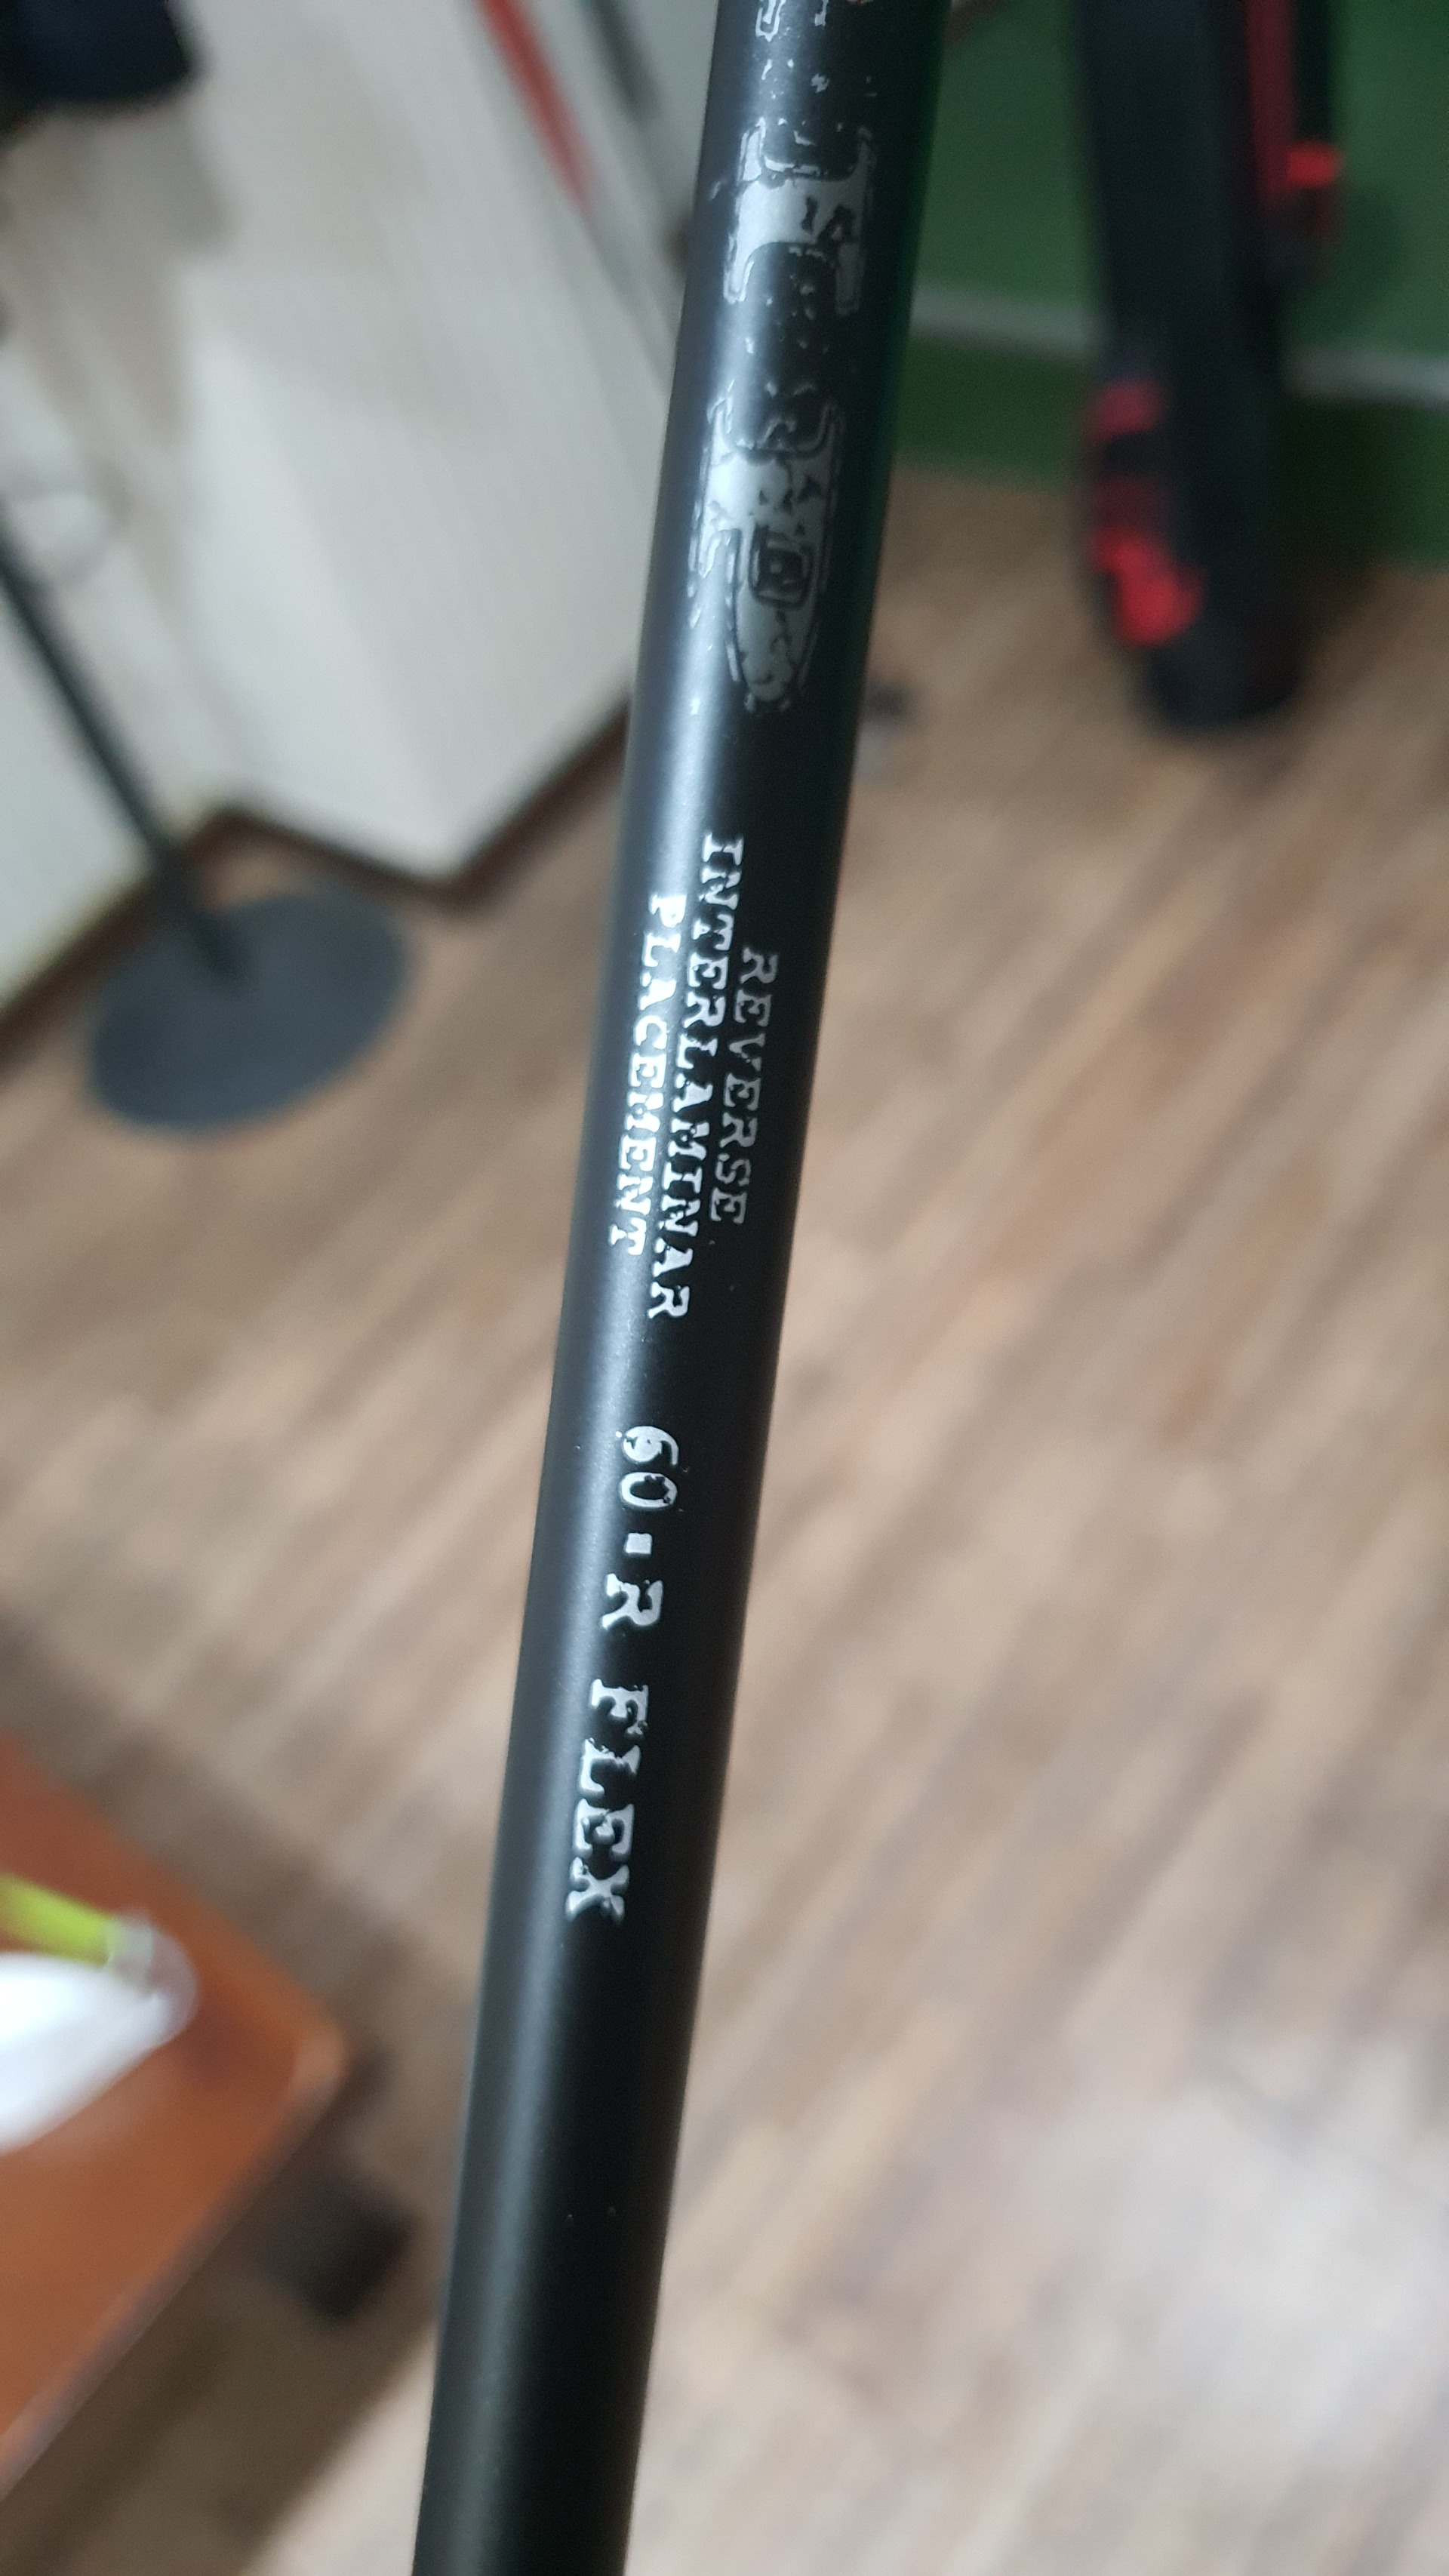 REVERSE
INTERLAMINAR
PLACEMENT
60▪R FLEX